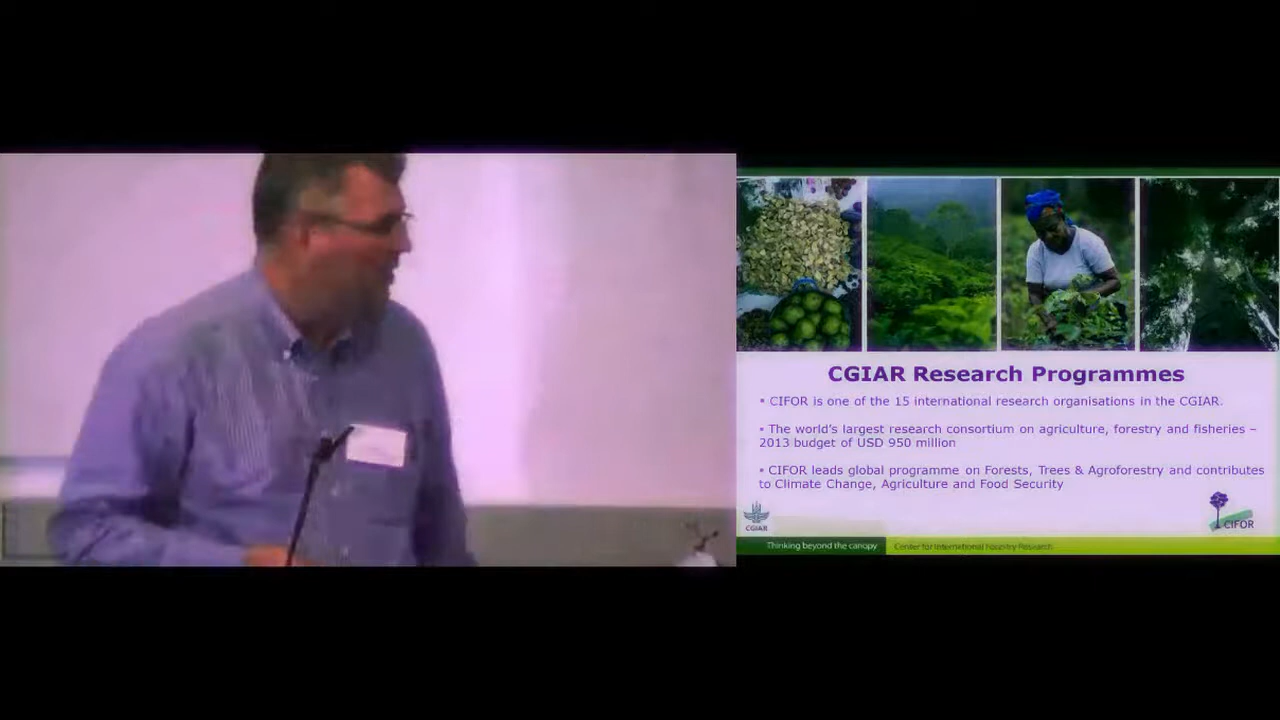 CGIAR Research Programmes
▪ CIFOR is one of the 15 international research organisations in the CGIAR.
▪ The world's largest research consortium on agriculture, forestry and fisheries –
2013 budget of USD 950 million
▪ CIFOR leads global programme on Forests, Trees & Agroforestry and contributes
to Climate Change, Agriculture and Food Security
CGIAR
CIFOR
Thinking beyond the canopy
Center for International
Research